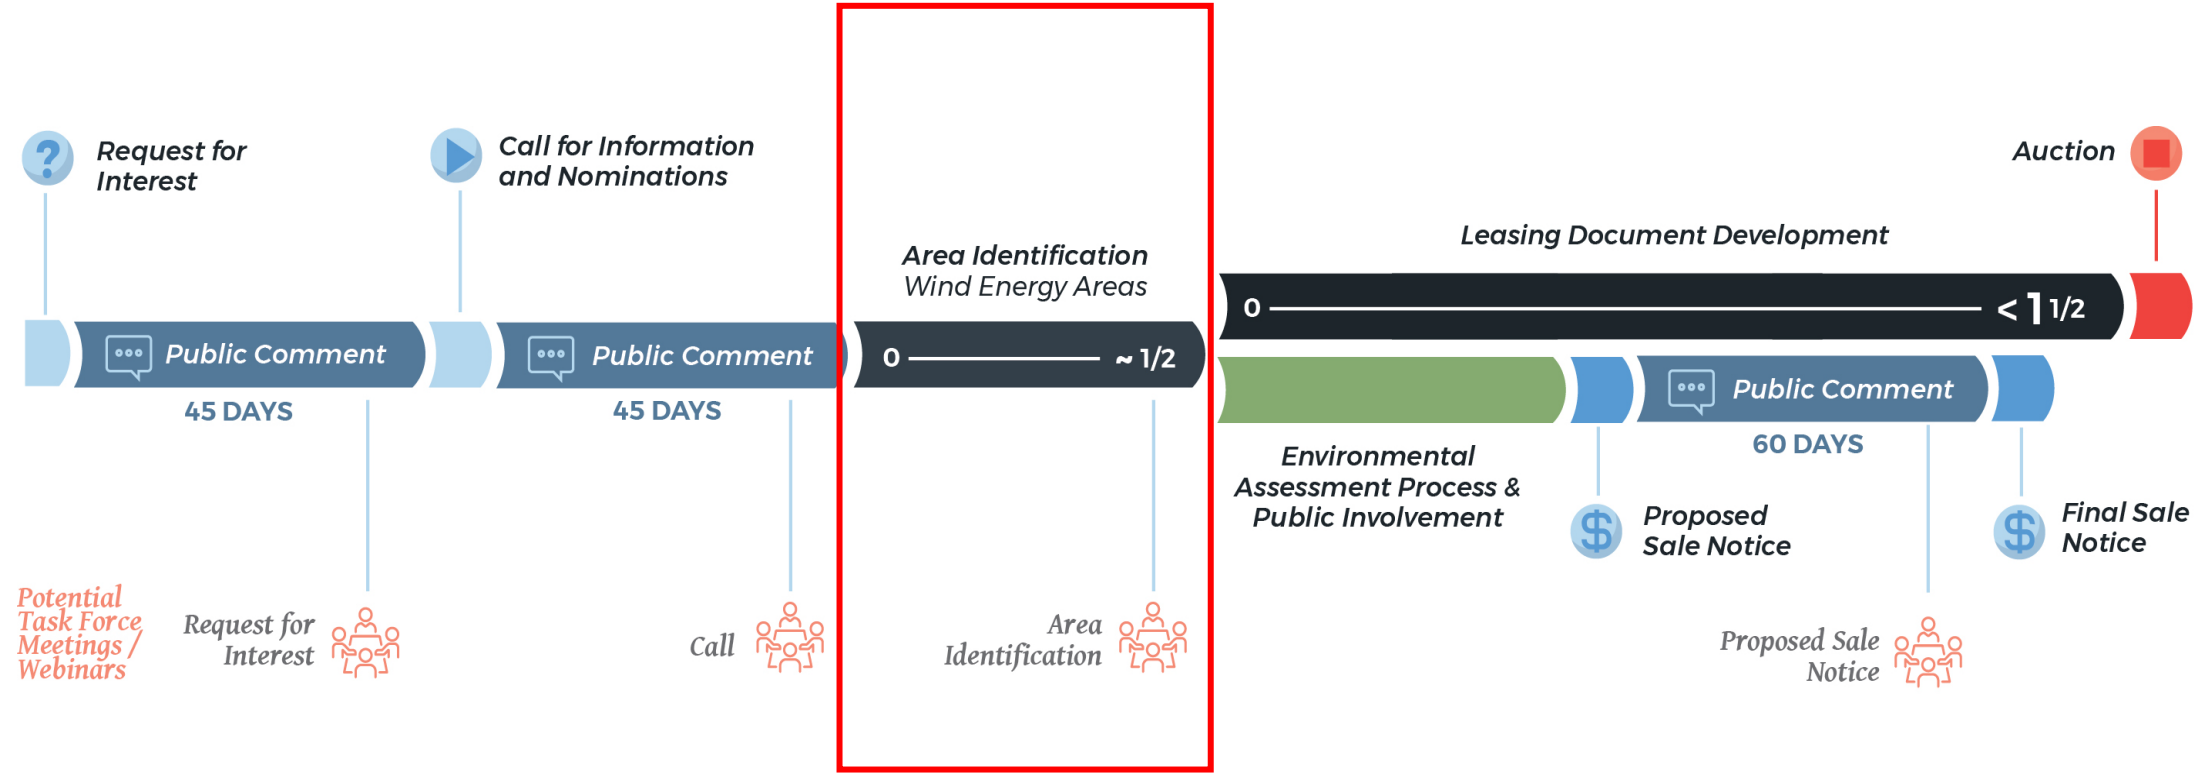 ?
Request for
Interest
Call for Information
and Nominations
Auction
Area Identification
Wind Energy Areas
Leasing Document Development
0
< 1 1/2
Public Comment
45 DAYS
Public Comment
45 DAYS
0
~ 1/2
Public Comment
60 DAYS
Environmental
Assessment Process &
Public Involvement
$
Proposed
Sale Notice
$
Final Sale
Notice
Potential
Task Force
Meetings /
Webinars
Request for
Interest
Call
Area
Identification
Proposed Sale
Notice